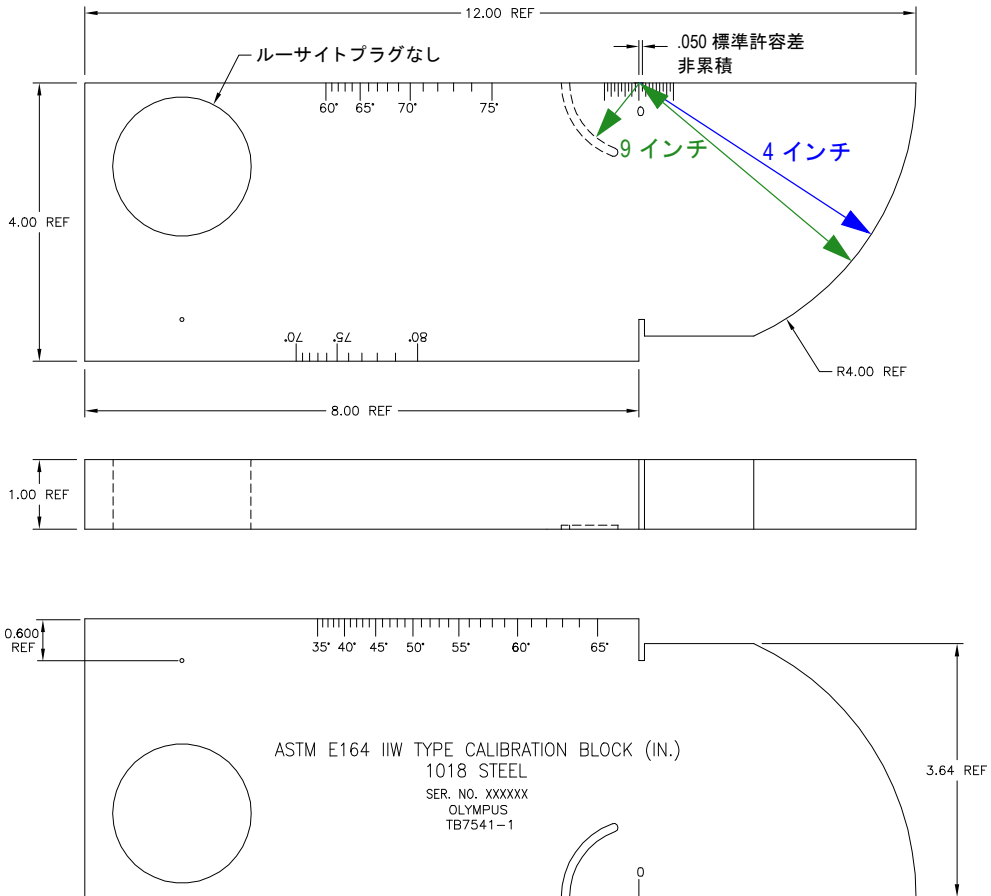 12.00 REF
ルーサイトプラグなし
.050 標準許容差
非累積
60° 65° 70° 75°
0
9 インチ
4 インチ
4.00 REF
70° 75° 80°
R4.00 REF
8.00 REF
1.00 REF
0.600
REF
35° 40° 45° 50° 55° 60° 65°
ASTM E164 IIW TYPE CALIBRATION BLOCK (IN.)
1018 STEEL
SER. NO. XXXXXX
OLYMPUS
TB7541-1
3.64 REF
0